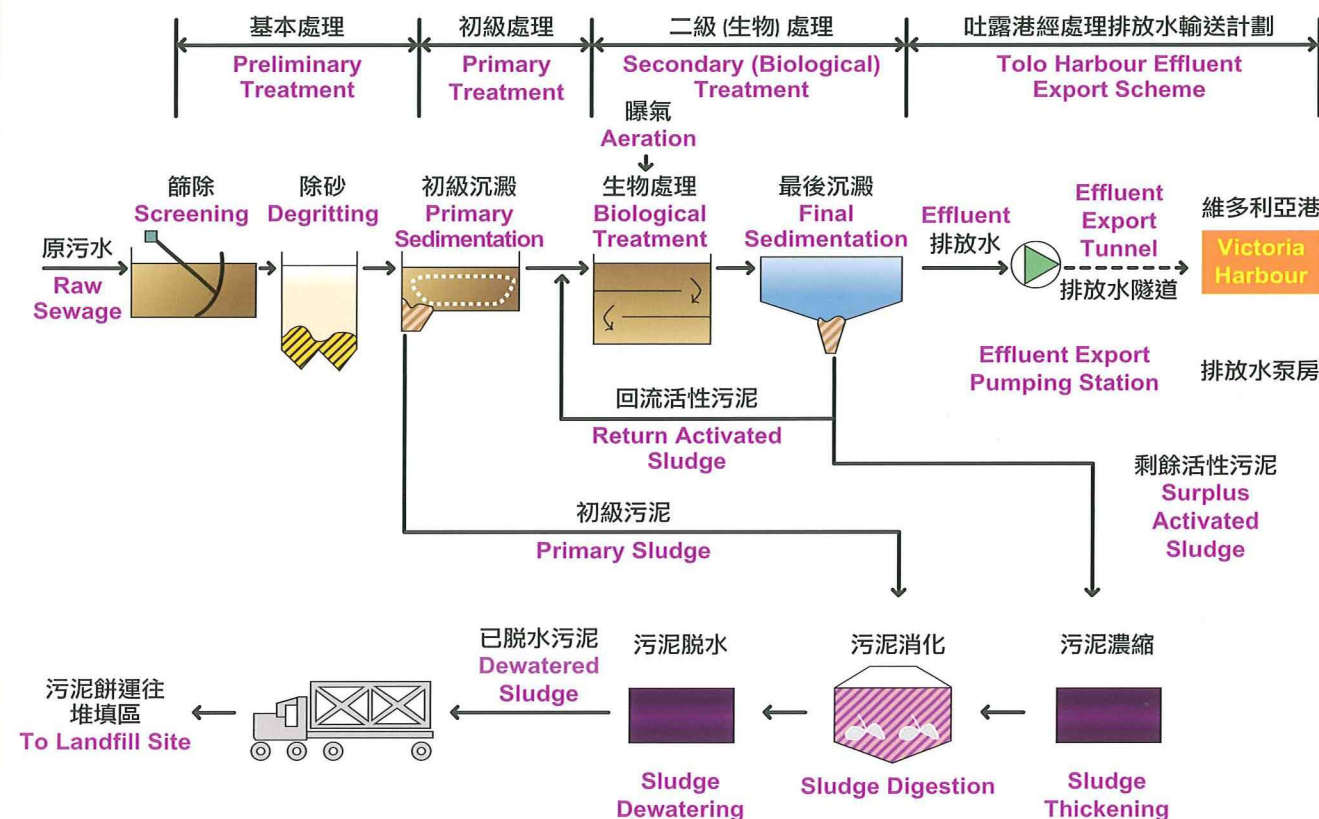 基本處理
Preliminary
Treatment
初級處理
Primary
Treatment
二級 (生物) 處理
Secondary (Biological)
Treatment
吐露港經處理排放水輸送計劃
Tolo Harbour Effluent
Export Scheme
曝氣
Aeration
原污水
Raw
Sewage
篩除
Screening
除砂
Degritting
初級沉澱
Primary
Sedimentation
生物處理
Biological
Treatment
最後沉澱
Final
Sedimentation
Effluent
排放水
Effluent
Export
Tunnel
排放水隧道
維多利亞港
Victoria
Harbour
Effluent Export
Pumping Station
排放水泵房
回流活性污泥
Return Activated
Sludge
剩餘活性污泥
Surplus
Activated
Sludge
初級污泥
Primary Sludge
污泥餅運往
堆填區
To Landfill Site
已脫水污泥
Dewatered
Sludge
污泥脫水
Sludge
Dewatering
污泥消化
Sludge Digestion
污泥濃縮
Sludge
Thickening